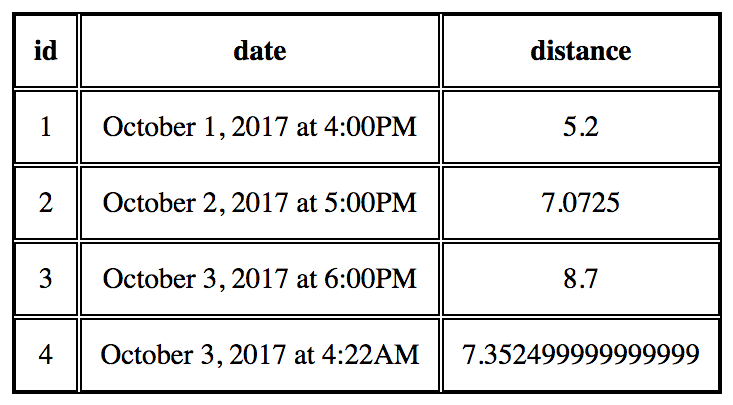 id date distance
1 October 1, 2017 at 4:00PM 5.2
2 October 2, 2017 at 5:00PM 7.0725
3 October 3, 2017 at 6:00PM 8.7
4 October 3, 2017 at 4:22AM 7.352499999999999